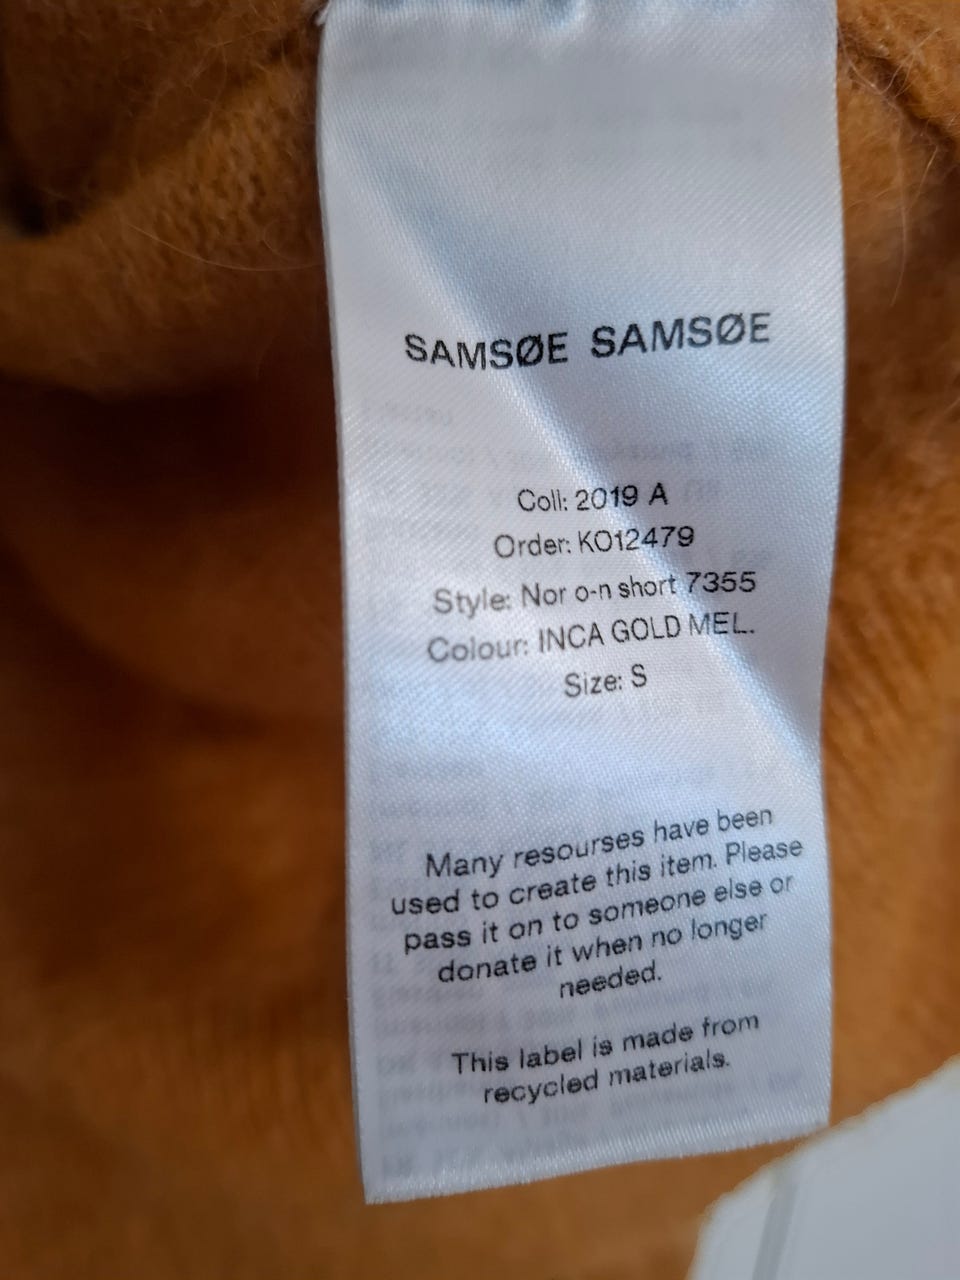 SAMSØE SAMSØE
Coll: 2019 A
Order: KO12479
Style: Nor o-n short 7355
Colour: INCA GOLD MEL.
Size: S
Many resourses have been
used to create this item. Please
pass it on to someone else or
donate it when no longer
needed.
This label is made from
recycled materials.